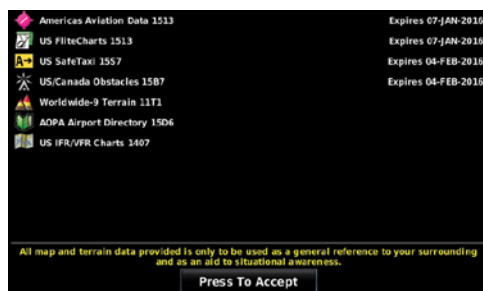 Americas Aviation Data 1513 Expires 07-JAN-2016
US FliteCharts 1513 Expires 07-JAN-2016
A→ US SafeTaxi 15S7 Expires 04-FEB-2016
US/Canada Obstacles 15B7 Expires 04-FEB-2016
Worldwide-9 Terrain 11T1
AOPA Airport Directory 15D6
US IFR/VFR Charts 1407
All map and terrain data provided is only to be used as a general reference to your surrounding
and as an aid to situational awareness.
Press To Accept